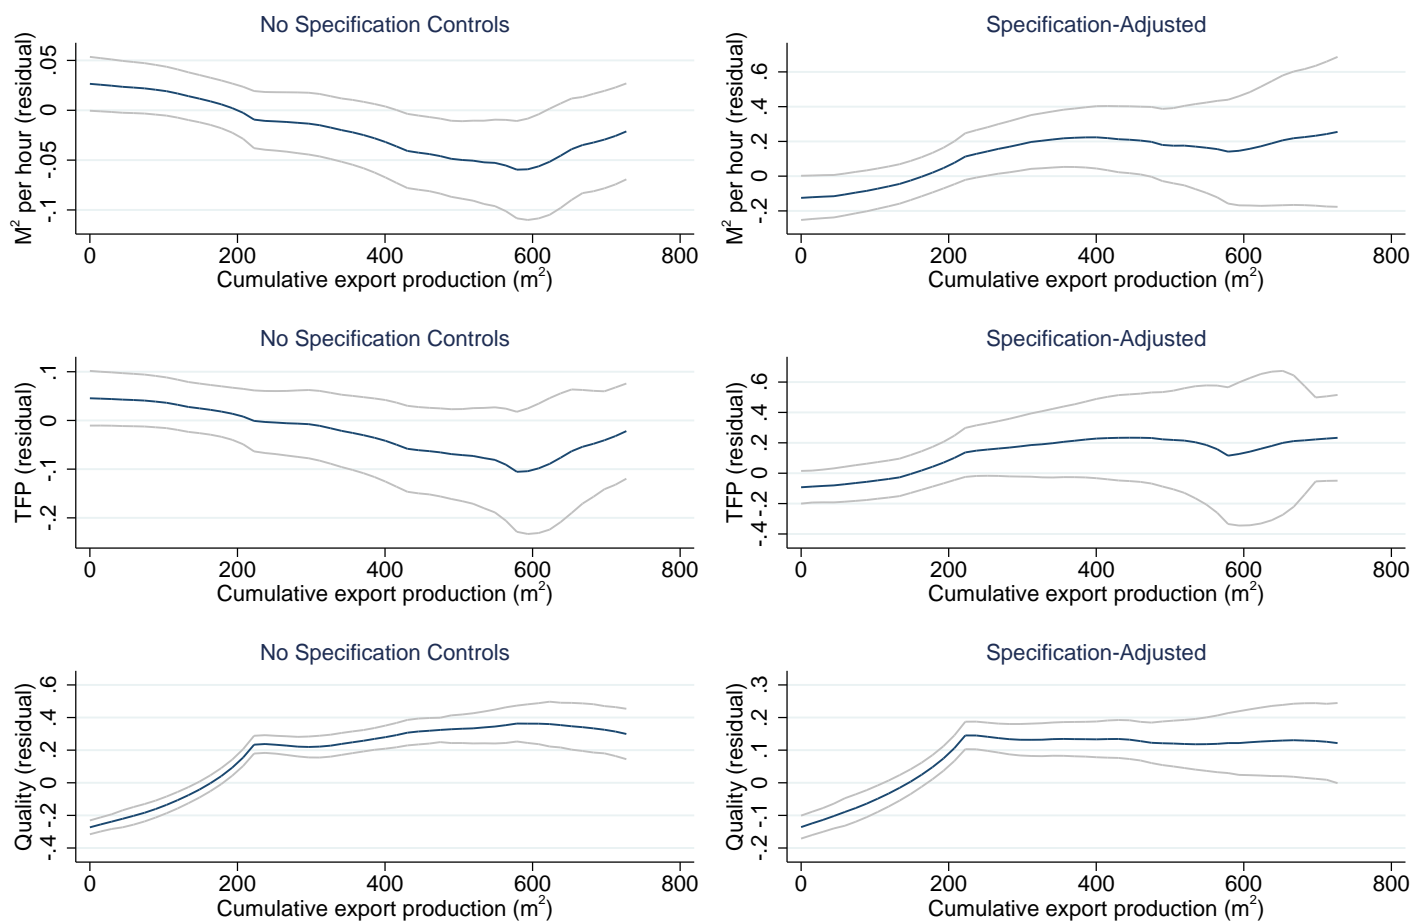 No Specification Controls
M² per hour (residual)
.05
0
-.05
-.1
0 200 400 600 800
Cumulative export production (m²)
Specification-Adjusted
M² per hour (residual)
.6
.4
.2
0
-.2
0 200 400 600 800
Cumulative export production (m²)
No Specification Controls
TFP (residual)
.1
0
-.1
-.2
0 200 400 600 800
Cumulative export production (m²)
Specification-Adjusted
TFP (residual)
.6
.4
.2
0
-.2
-.4
0 200 400 600 800
Cumulative export production (m²)
No Specification Controls
Quality (residual)
.6
.4
.2
0
-.2
-.4
0 200 400 600 800
Cumulative export production (m²)
Specification-Adjusted
Quality (residual)
.3
.2
.1
0
-.1
-.2
0 200 400 600 800
Cumulative export production (m²)